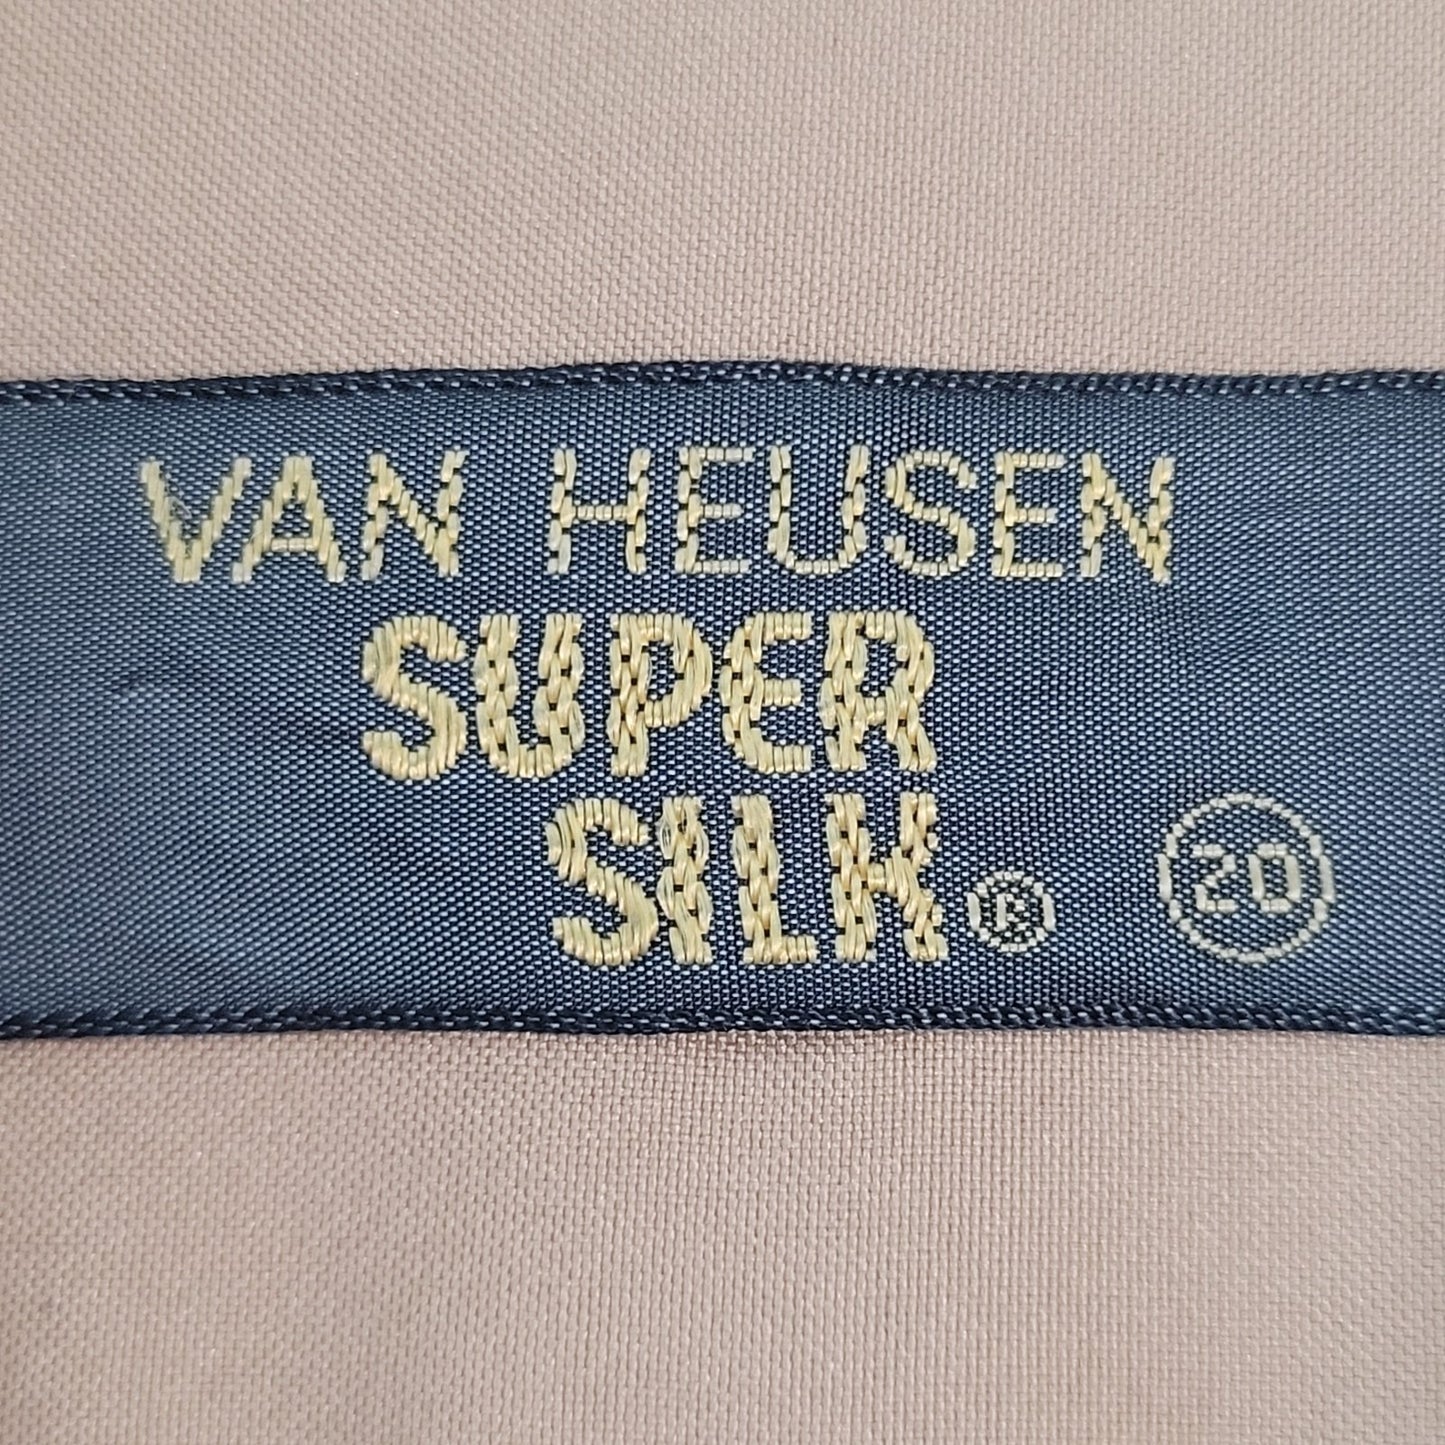 VAN HEUSEN
SUPER
SILK ® 20